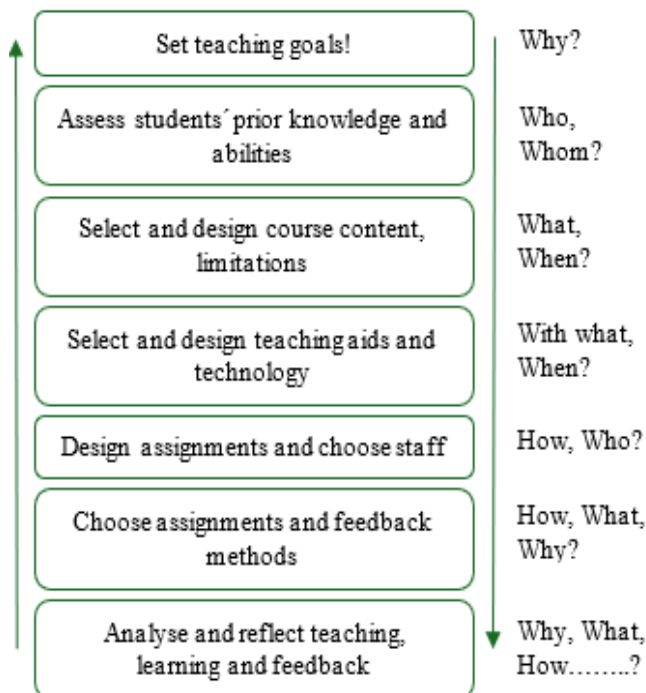 Set teaching goals!
Why?
Assess students´ prior knowledge and
abilities
Who,
Whom?
Select and design course content,
limitations
What,
When?
Select and design teaching aids and
technology
With what,
When?
Design assignments and choose staff
How, Who?
Choose assignments and feedback
methods
How, What,
Why?
Analyse and reflect teaching,
learning and feedback
Why, What,
How……..?